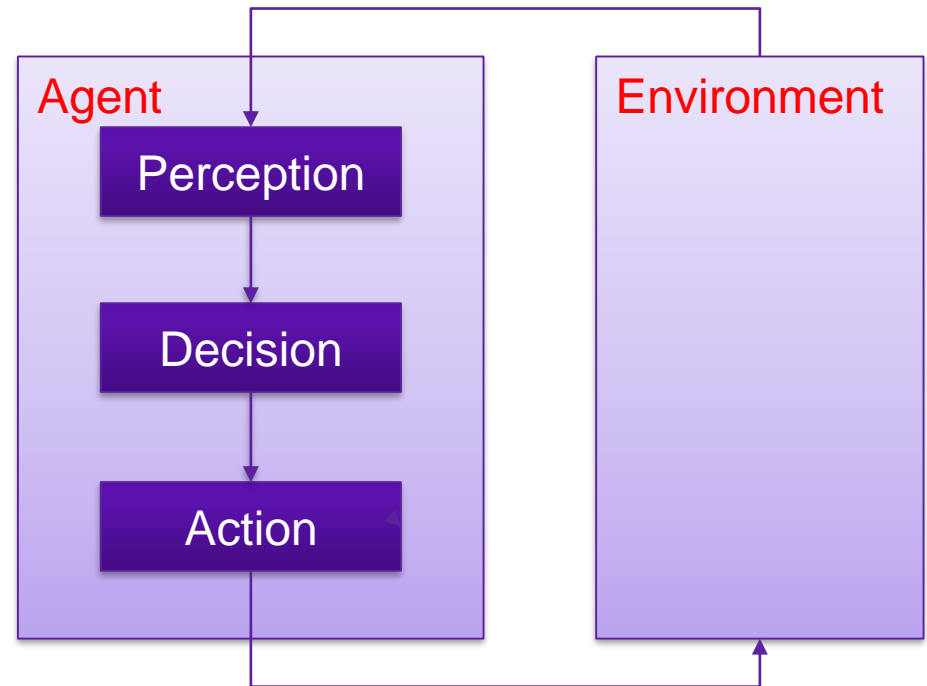 Agent
Environment
Perception
Decision
Action